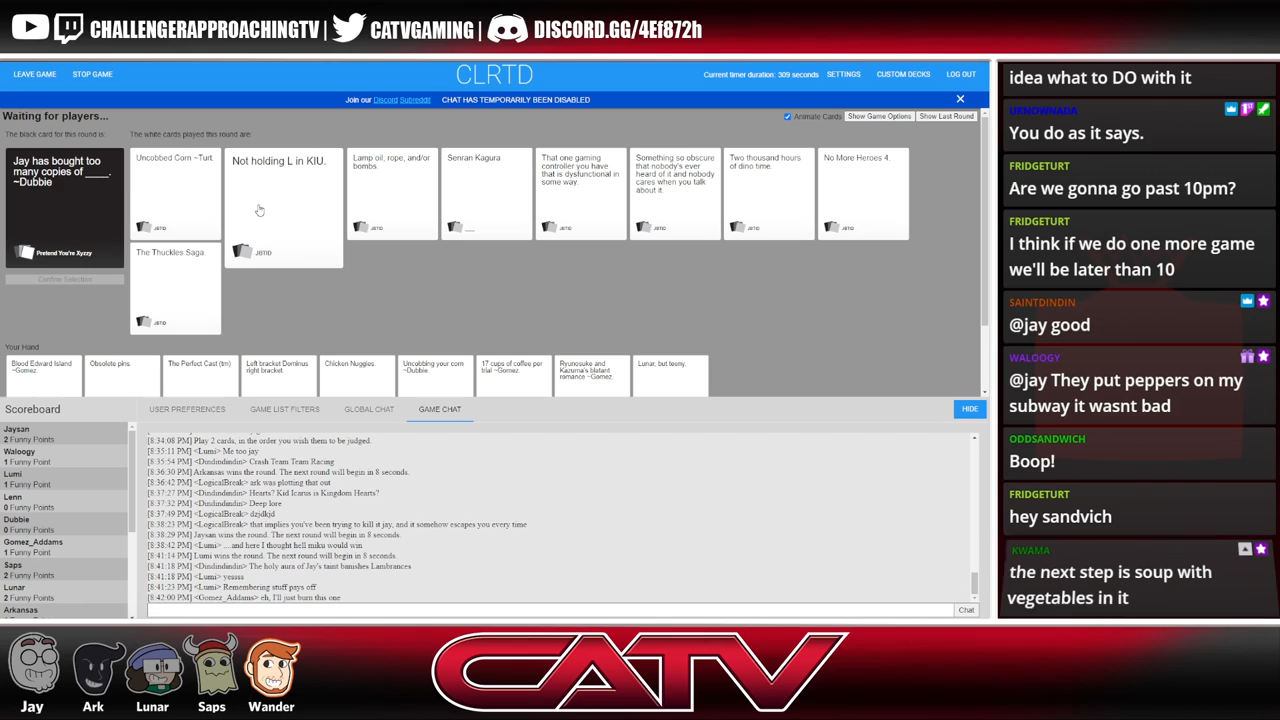 CHALLENGERAPPROACHINGTV | CATVGAMING | DISCORD.GG/4Ef872h
LEAVE GAME STOP GAME CLRTD Current timer duration: 309 seconds SETTINGS CUSTOM DECKS LOG OUT
Join our Discord Subreddit CHAT HAS TEMPORARILY BEEN DISABLED
Waiting for players...
Animate Cards Show Game Options Show Last Round
The black card for this round is:
The white cards played this round are:
Jay has bought too
many copies of ____.
~Dubbie
Pretend You're Xyzzy
Confirm Selection
Uncobbed Corn ~Turt.
Not holding L in KIU.
Lamp oil, rope, and/or
bombs.
Senran Kagura
That one gaming
controller you have
that is dysfunctional in
some way.
Something so obscure
that nobody's ever
heard of it and nobody
cares when you talk
about it.
Two thousand hours
of dino time.
No More Heroes 4.
The Thuckles Saga.
Your Hand
Blood Edward Island
~Gomez.
Obsolete pins.
The Perfect Cast (tm)
Left bracket Dominus
right bracket
Chicken Nuggies.
Uncobbing your corn
~Dubbie.
17 cups of coffee per
trial ~Gomez.
Ryunosuke and
Kazuma's blatant
romance ~Gomez.
Lunar, but teeny.
Scoreboard
Jaysan
2 Funny Points
Waloogy
1 Funny Point
Lumi
1 Funny Point
Lenn
0 Funny Points
Dubbie
0 Funny Points
Gomez_Addams
1 Funny Point
Saps
2 Funny Points
Lunar
2 Funny Points
Arkansas
USER PREFERENCES GAME LIST FILTERS GLOBAL CHAT GAME CHAT HIDE
[8:34:08 PM] Play 2 cards, in the order you wish them to be judged.
[8:35:11 PM] <Lumi> Me too jay
[8:35:54 PM] <Dindindindin> Crash Team Team Racing
[8:36:30 PM] Arkansas wins the round. The next round will begin in 8 seconds.
[8:36:42 PM] <LogicalBreak> ark was plotting that out
[8:37:27 PM] <Dindindindin> Hearts? Kid Icarus is Kingdom Hearts?
[8:37:32 PM] <Dindindindin> Deep lore
[8:37:49 PM] <LogicalBreak> dzjdkjd
[8:38:23 PM] <LogicalBreak> that implies you've been trying to kill it jay, and it somehow escapes you every time
[8:38:29 PM] Jaysan wins the round. The next round will begin in 8 seconds.
[8:38:42 PM] <Lumi> ....and here I thought hell miku would win
[8:41:14 PM] Lumi wins the round. The next round will begin in 8 seconds.
[8:41:18 PM] <Dindindindin> The holy aura of Jay's taint banishes Lambrances
[8:41:18 PM] <Lumi> yessss
[8:41:23 PM] <Lumi> Remembering stuff pays off
[8:42:00 PM] <Gomez_Addams> eh, I'll just burn this one
Chat
idea what to DO with it
UKNOWNADA
You do as it says.
FRIDGETURT
Are we gonna go past 10pm?
FRIDGETURT
I think if we do one more game
we'll be later than 10
SAINTDINDIN
@jay good
WALOOGY
@jay They put peppers on my
subway it wasnt bad
ODDSANDWICH
Boop!
FRIDGETURT
hey sandvich
KWAMA
the next step is soup with
vegetables in it
Jay Ark Lunar Saps Wander
CATV